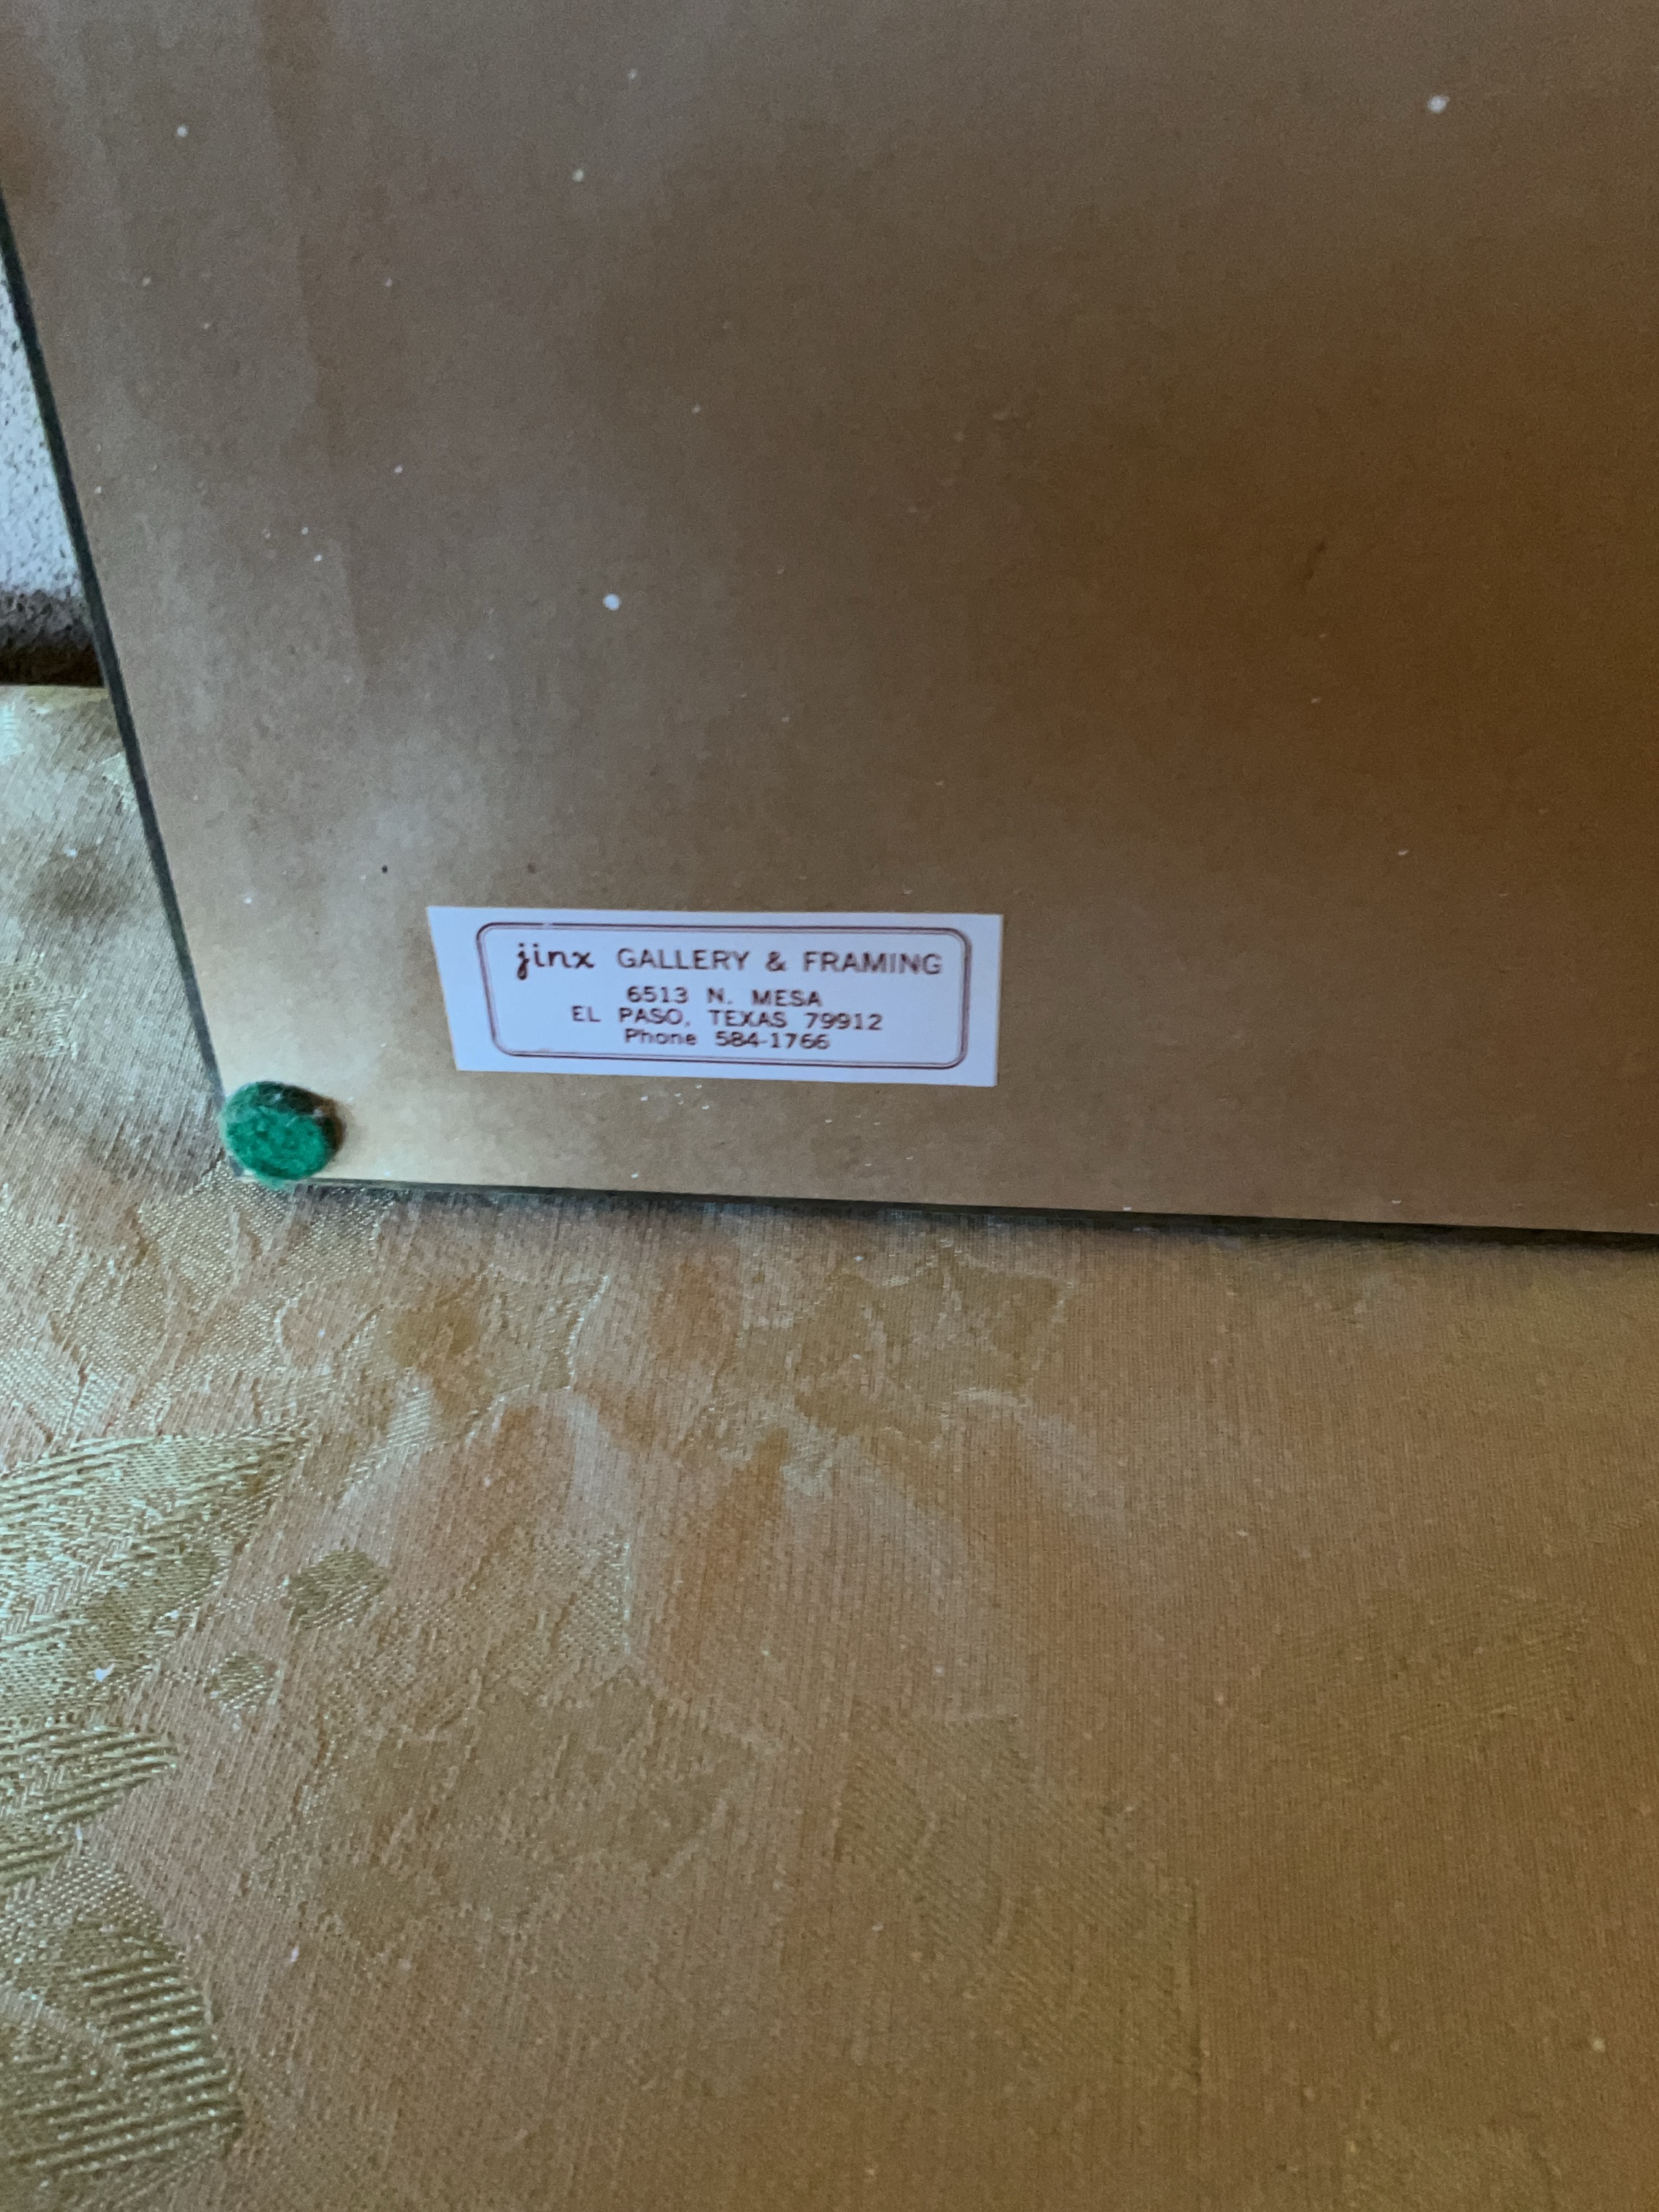 jinx GALLERY & FRAMING
6513 N. MESA
EL PASO, TEXAS 79912
Phone 584-1766